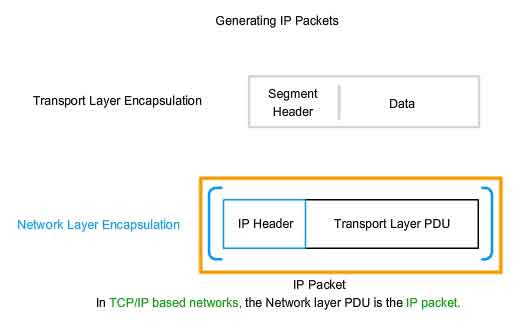 Generating IP Packets
Transport Layer Encapsulation
Segment
Header
Data
Network Layer Encapsulation
IP Header
Transport Layer PDU
IP Packet
In TCP/IP based networks, the Network layer PDU is the IP packet.